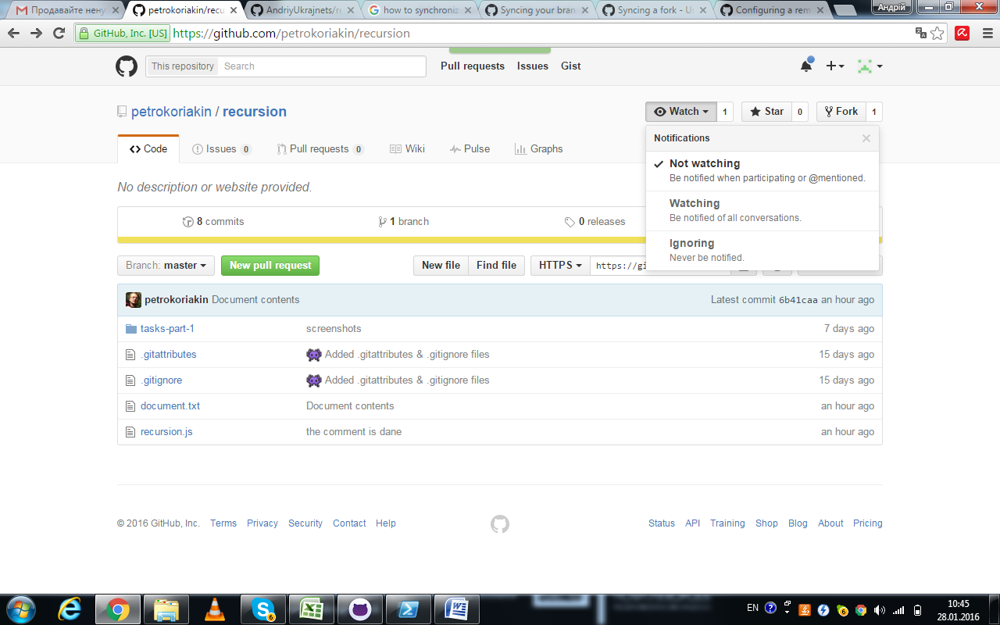 Продавайте нену
petrokoriakin/recu
AndriyUkrajnets/re
how to synchroniz
Syncing your bran
Syncing a fork - Us
Configuring a rem
Андрій
GitHub, Inc. [US]
https://github.com/petrokoriakin/recursion
This repository
Search
Pull requests
Issues
Gist
petrokoriakin / recursion
Watch 1
Star 0
Fork 1
Code
Issues 0
Pull requests 0
Wiki
Pulse
Graphs
Notifications
Not watching
Be notified when participating or @mentioned.
Watching
Be notified of all conversations.
Ignoring
Never be notified.
No description or website provided.
8 commits
1 branch
0 releases
Branch: master
New pull request
New file
Find file
HTTPS
https://gi
petrokoriakin Document contents
Latest commit 6b41caa an hour ago
tasks-part-1 screenshots 7 days ago
.gitattributes Added .gitattributes & .gitignore files 15 days ago
.gitignore Added .gitattributes & .gitignore files 15 days ago
document.txt Document contents an hour ago
recursion.js the comment is dane an hour ago
© 2016 GitHub, Inc. Terms Privacy Security Contact Help
Status API Training Shop Blog About Pricing
EN
10:45
28.01.2016